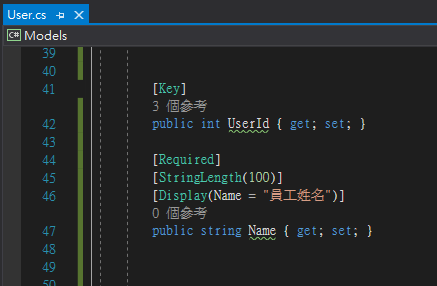 User.cs
C# Models
39
40
41 [Key]
3 個參考
42 public int UserId { get; set; }
43
44 [Required]
45 [StringLength(100)]
46 [Display(Name = "員工姓名")]
0 個參考
47 public string Name { get; set; }
48
49
50